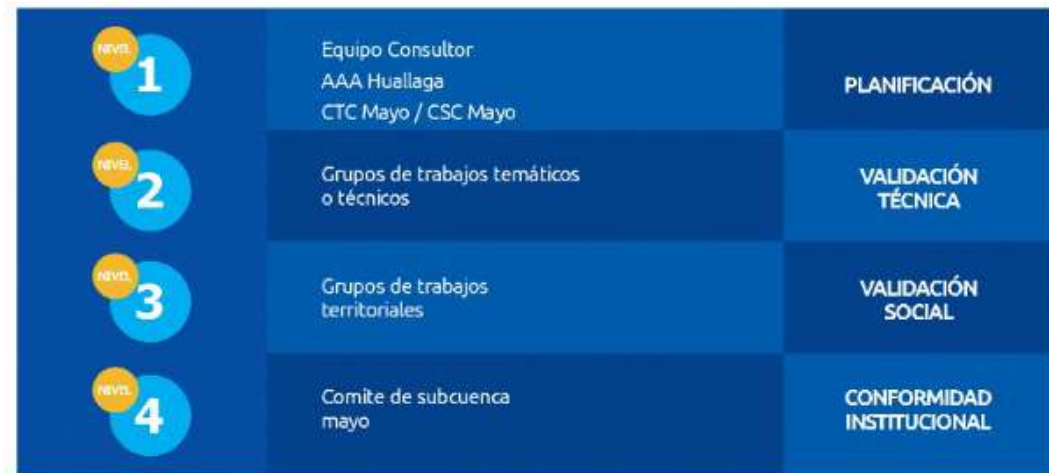 NIVEL
1
Equipo Consultor
AAA Huallaga
CTC Mayo / CSC Mayo
PLANIFICACIÓN
NIVEL
2
Grupos de trabajos temáticos
o técnicos
VALIDACIÓN
TÉCNICA
NIVEL
3
Grupos de trabajos
territoriales
VALIDACIÓN
SOCIAL
NIVEL
4
Comite de subcuenca
mayo
CONFORMIDAD
INSTITUCIONAL